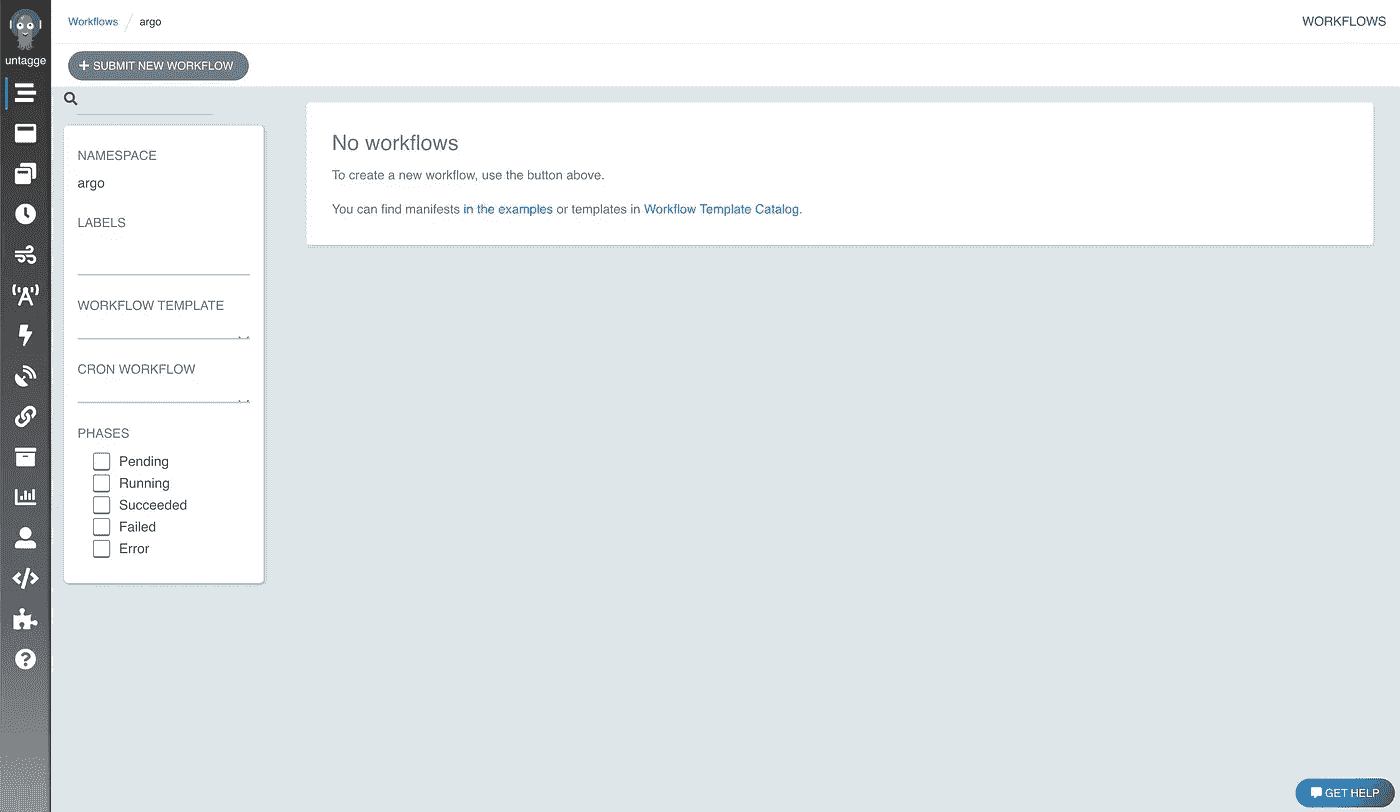 Workflows / argo
WORKFLOWS
untagge
+ SUBMIT NEW WORKFLOW
NAMESPACE
argo
LABELS
WORKFLOW TEMPLATE
CRON WORKFLOW
PHASES
Pending
Running
Succeeded
Failed
Error
No workflows
To create a new workflow, use the button above.
You can find manifests in the examples or templates in Workflow Template Catalog.
GET HELP